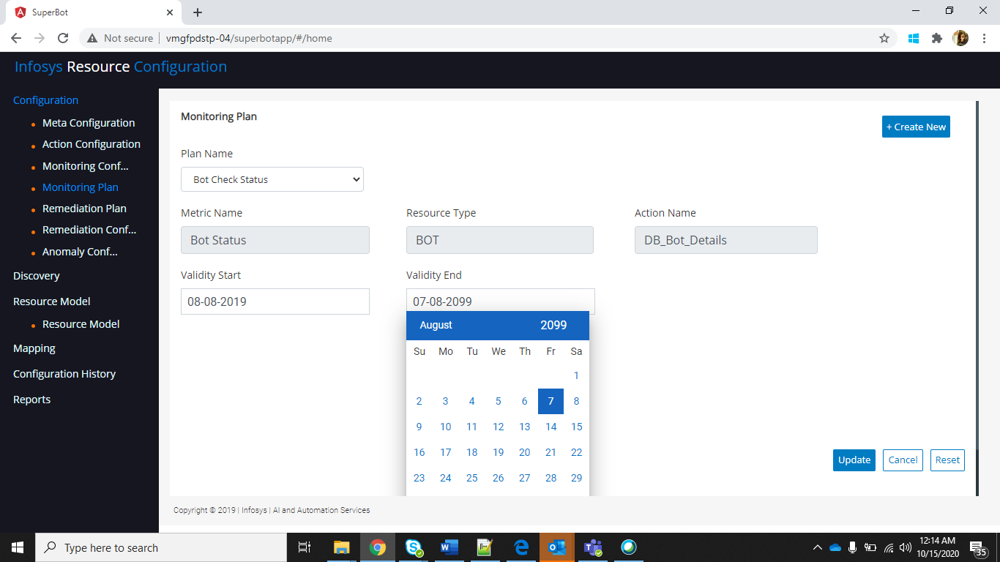 SuperBot
Not secure
vmgfpdstp-04/superbotapp/#/home
Infosys Resource Configuration
Configuration
Meta Configuration
Action Configuration
Monitoring Conf...
Monitoring Plan
Remediation Plan
Remediation Conf...
Anomaly Conf...
Discovery
Resource Model
Resource Model
Mapping
Configuration History
Reports
Monitoring Plan
+ Create New
Plan Name
Bot Check Status
Metric Name Resource Type Action Name
Bot Status BOT DB_Bot_Details
Validity Start Validity End
08-08-2019 07-08-2099
August 2099
Su Mo Tu We Th Fr Sa
1
2 3 4 5 6 7 8
9 10 11 12 13 14 15
16 17 18 19 20 21 22
23 24 25 26 27 28 29
Update Cancel Reset
Copyright © 2019 | Infosys | AI and Automation Services
Type here to search
12:14 AM
10/15/2020
35